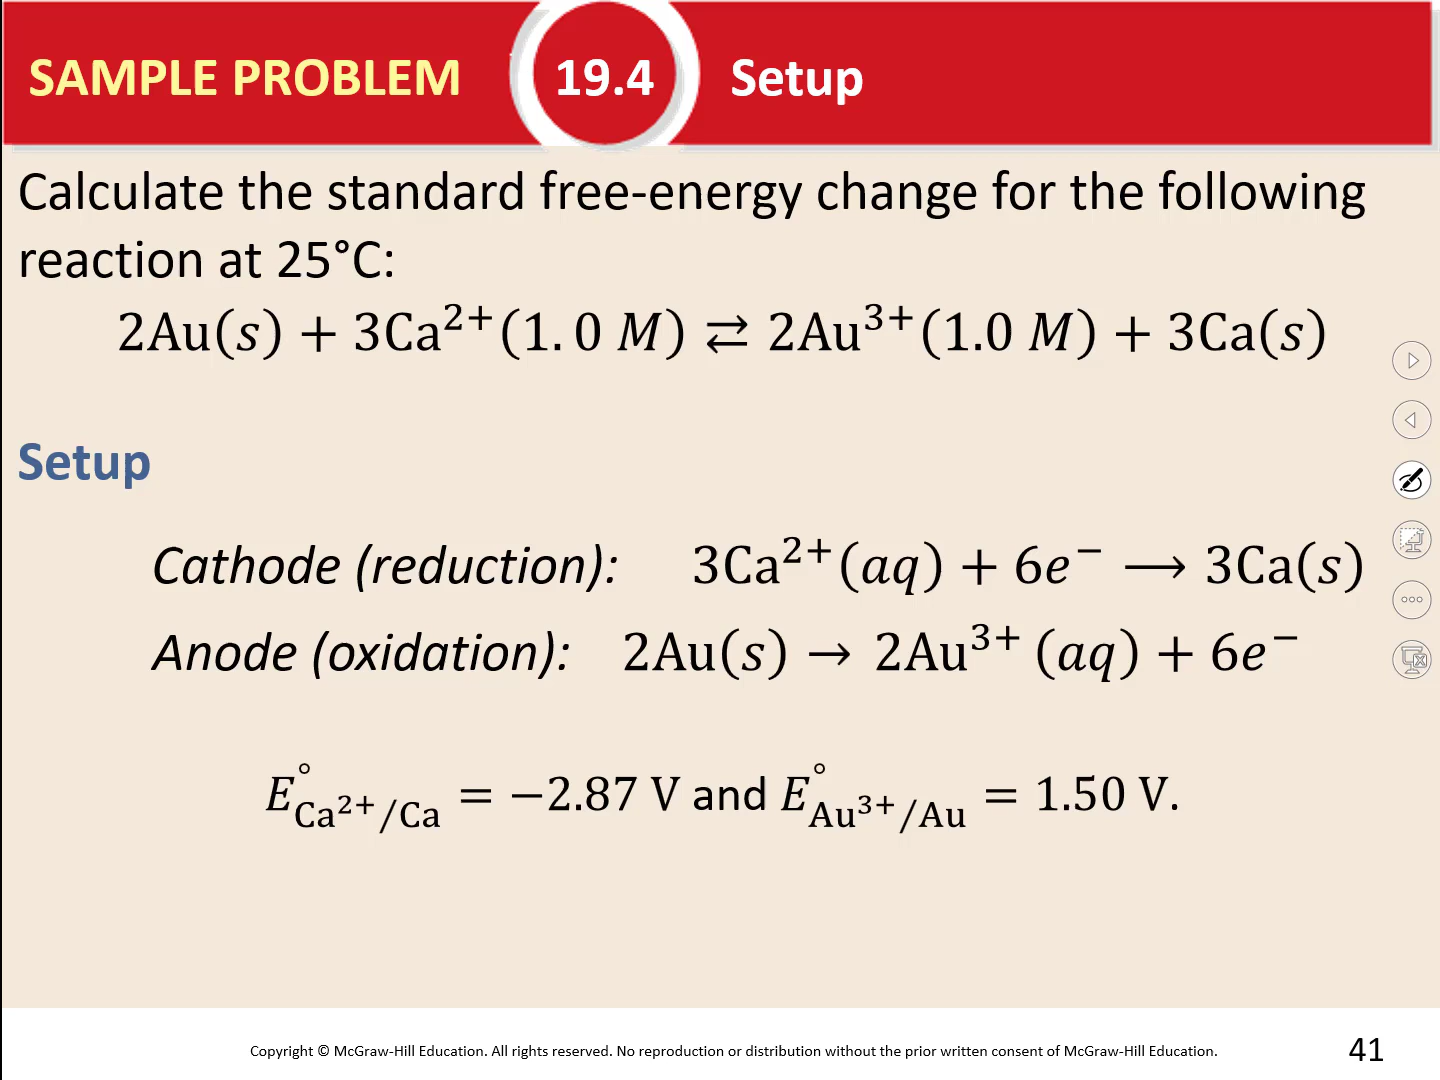 SAMPLE PROBLEM 19.4 Setup
Calculate the standard free-energy change for the following
reaction at 25°C:
2Au(s) + 3Ca²⁺(1. 0 M) ⇄ 2Au³⁺(1.0 M) + 3Ca(s)
Setup
Cathode (reduction): 3Ca²⁺(aq) + 6e⁻ ⟶ 3Ca(s)
Anode (oxidation): 2Au(s) → 2Au³⁺ (aq) + 6e⁻
E°Ca²⁺/Ca = −2.87 V and E°Au³⁺/Au = 1.50 V.
Copyright © McGraw-Hill Education. All rights reserved. No reproduction or distribution without the prior written consent of McGraw-Hill Education.
41